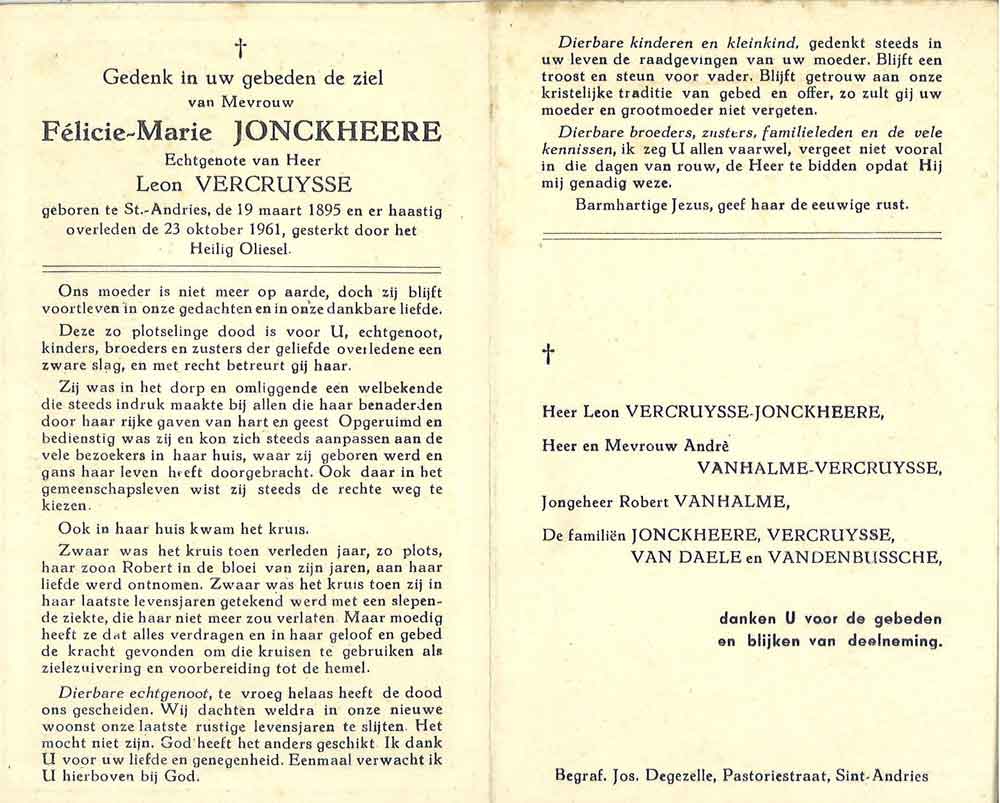 †
Gedenk in uw gebeden de ziel
van Mevrouw
Félicie-Marie JONCKHEERE
Echtgenote van Heer
Leon VERCRUYSSE
geboren te St.-Andries, de 19 maart 1895 en er haastig
overleden de 23 oktober 1961, gesterkt door het
Heilig Oliesel.
Ons moeder is niet meer op aarde, doch zij blijft
voortleven in onze gedachten en in onze dankbare liefde.
Deze zo plotselinge dood is voor U, echtgenoot,
kinders, broeders en zusters der geliefde overledene een
zware slag, en met recht betreurt gij haar.
Zij was in het dorp en omliggende een welbekende
die steeds indruk maakte bij allen die haar benaderden
door haar rijke gaven van hart en geest Opgeruimd en
bedienstig was zij en kon zich steeds aanpassen aan de
vele bezoekers in haar huis, waar zij geboren werd en
gans haar leven heeft doorgebracht. Ook daar in het
gemeenschapsleven wist zij steeds de rechte weg te
kiezen.
Ook in haar huis kwam het kruis.
Zwaar was het kruis toen verleden jaar, zo plots,
haar zoon Robert in de bloei van zijn jaren, aan haar
liefde werd ontnomen. Zwaar was het kruis toen zij in
haar laatste levensjaren getekend werd met een slepen-
de ziekte, die haar niet meer zou verlaten Maar moedig
heeft ze dat alles verdragen en in haar geloof en gebed
de kracht gevonden om die kruisen te gebruiken als
zielezuivering en voorbereiding tot de hemel.
Dierbare echtgenoot, te vroeg helaas heeft de dood
ons gescheiden. Wij dachten weldra in onze nieuwe
woonst onze laatste rustige levensjaren te slijten. Het
mocht niet zijn. God heeft het anders geschikt Ik dank
U voor uw liefde en genegenheid. Eenmaal verwacht ik
U hierboven bij God.
Dierbare kinderen en kleinkind, gedenkt steeds in
uw leven de raadgevingen van uw moeder. Blijft een
troost en steun voor vader. Blijft getrouw aan onze
kristelijke traditie van gebed en offer, zo zult gij uw
moeder en grootmoeder niet vergeten.
Dierbare broeders, zusters, familieleden en de vele
kennissen, ik zeg U allen vaarwel, vergeet niet vooral
in die dagen van rouw, de Heer te bidden opdat Hij
mij genadig weze.
Barmhartige Jezus, geef haar de eeuwige rust.
†
Heer Leon VERCRUYSSE-JONCKHEERE,
Heer en Mevrouw Andrè
VANHALME-VERCRUYSSE,
Jongeheer Robert VANHALME,
De familiën JONCKHEERE, VERCRUYSSE,
VAN DAELE en VANDENBUSSCHE,
danken U voor de gebeden
en blijken van deelneming.
Begraf. Jos. Degezelle, Pastoriestraat, Sint-Andries